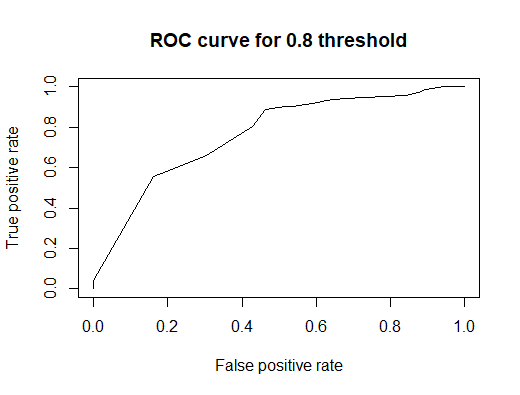 ROC curve for 0.8 threshold
True positive rate
1.0
0.8
0.6
0.4
0.2
0.0
0.0 0.2 0.4 0.6 0.8 1.0
False positive rate